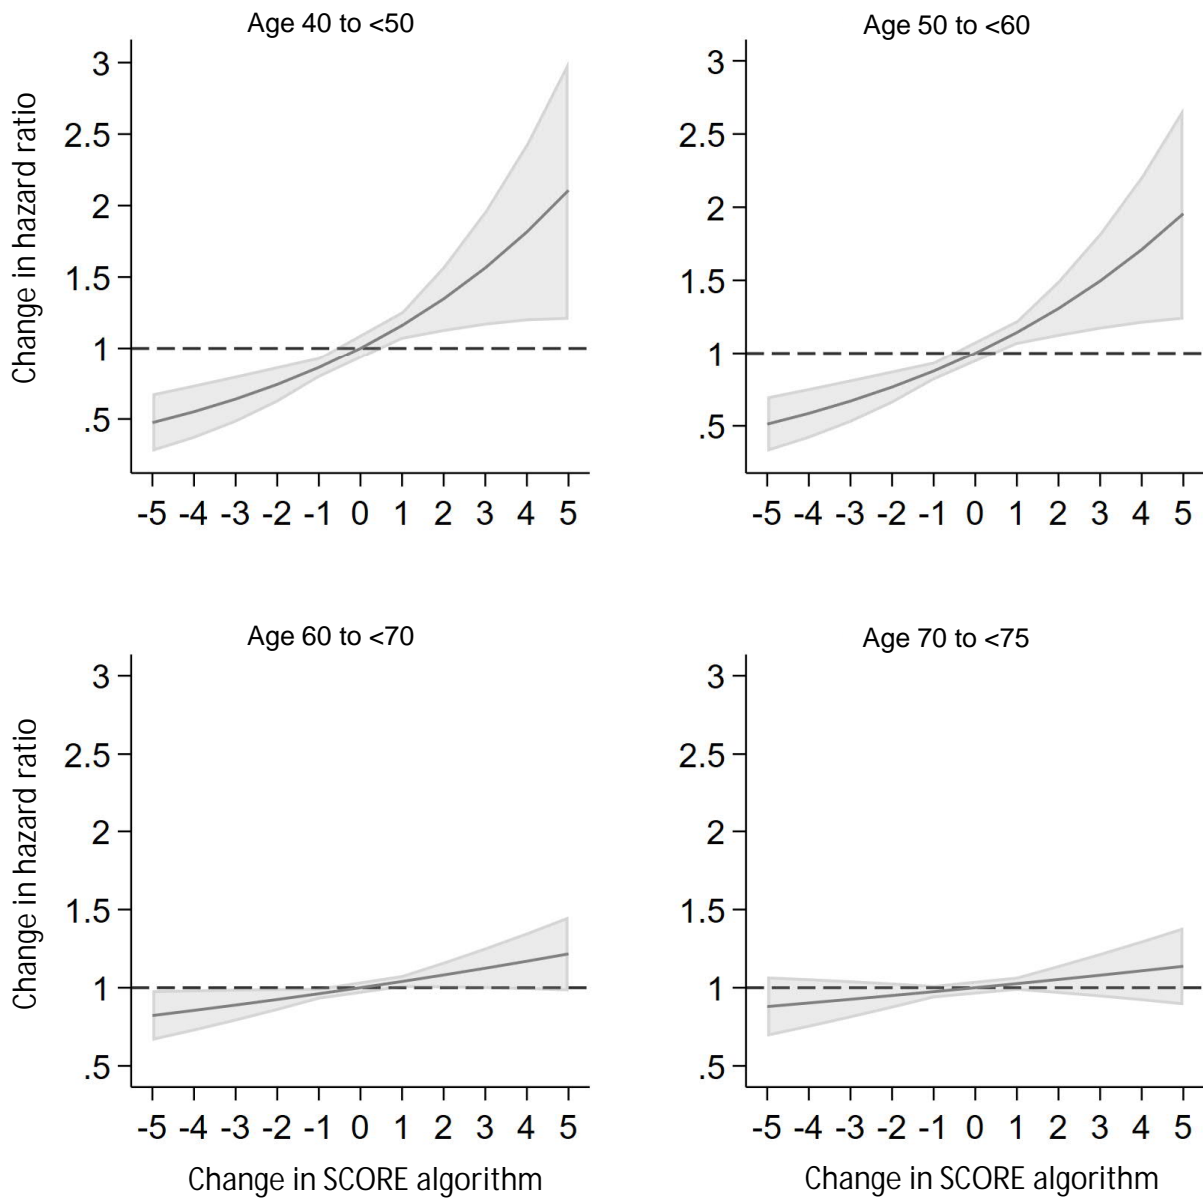 Age 40 to <50
Change in hazard ratio
3
2.5
2
1.5
1
.5
-5 -4 -3 -2 -1 0 1 2 3 4 5
Age 50 to <60
3
2.5
2
1.5
1
.5
-5 -4 -3 -2 -1 0 1 2 3 4 5
Age 60 to <70
Change in hazard ratio
3
2.5
2
1.5
1
.5
-5 -4 -3 -2 -1 0 1 2 3 4 5
Change in SCORE algorithm
Age 70 to <75
3
2.5
2
1.5
1
.5
-5 -4 -3 -2 -1 0 1 2 3 4 5
Change in SCORE algorithm